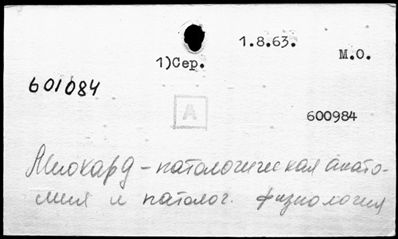 1.8.63.
1)Сер. М.О.
601084
А
600984
Миокард – патологическая анато-
мия и патолог. физиология